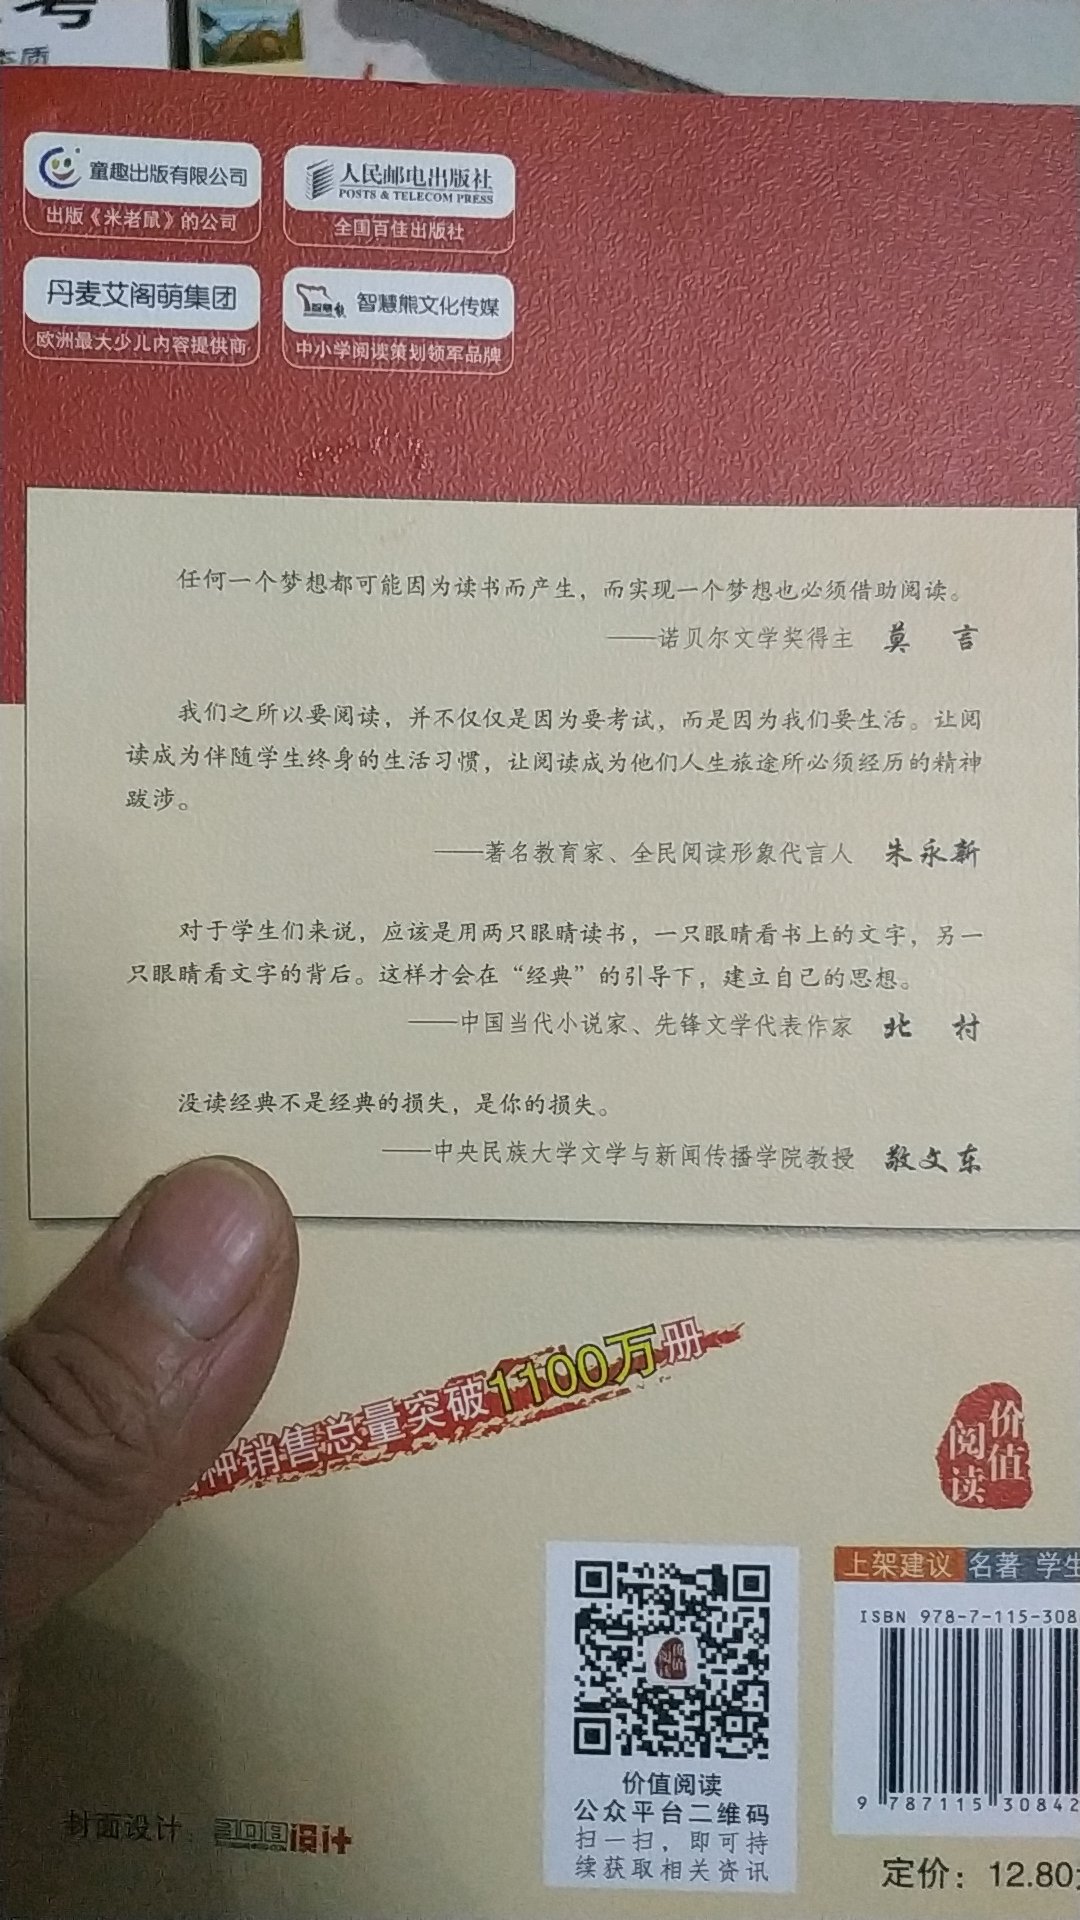 考
本质
童趣出版有限公司
出版《米老鼠》的公司
人民邮电出版社
POSTS & TELECOM PRESS
全国百佳出版社
丹麦艾阁萌集团
欧洲最大少儿内容提供商
智慧熊文化传媒
中小学阅读策划领军品牌
任何一个梦想都可能因为读书而产生，而实现一个梦想也必须借助阅读。
——诺贝尔文学奖得主 莫 言
我们之所以要阅读，并不仅仅是因为要考试，而是因为我们要生活。让阅
读成为伴随学生终身的生活习惯，让阅读成为他们人生旅途所必须经历的精神
跋涉。
——著名教育家、全民阅读形象代言人 朱永新
对于学生们来说，应该是用两只眼睛读书，一只眼睛看书上的文字，另一
只眼睛看文字的背后。这样才会在“经典”的引导下，建立自己的思想。
——中国当代小说家、先锋文学代表作家 北 村
没读经典不是经典的损失，是你的损失。
——中央民族大学文学与新闻传播学院教授 敬文东
种销售总量突破1100万册
价值阅读
上架建议 名著 学生
ISBN 978-7-115-308
9 787115 30842
定价：12.80
价值阅读
公众平台二维码
扫一扫，即可持
续获取相关资讯
封面设计：308设计